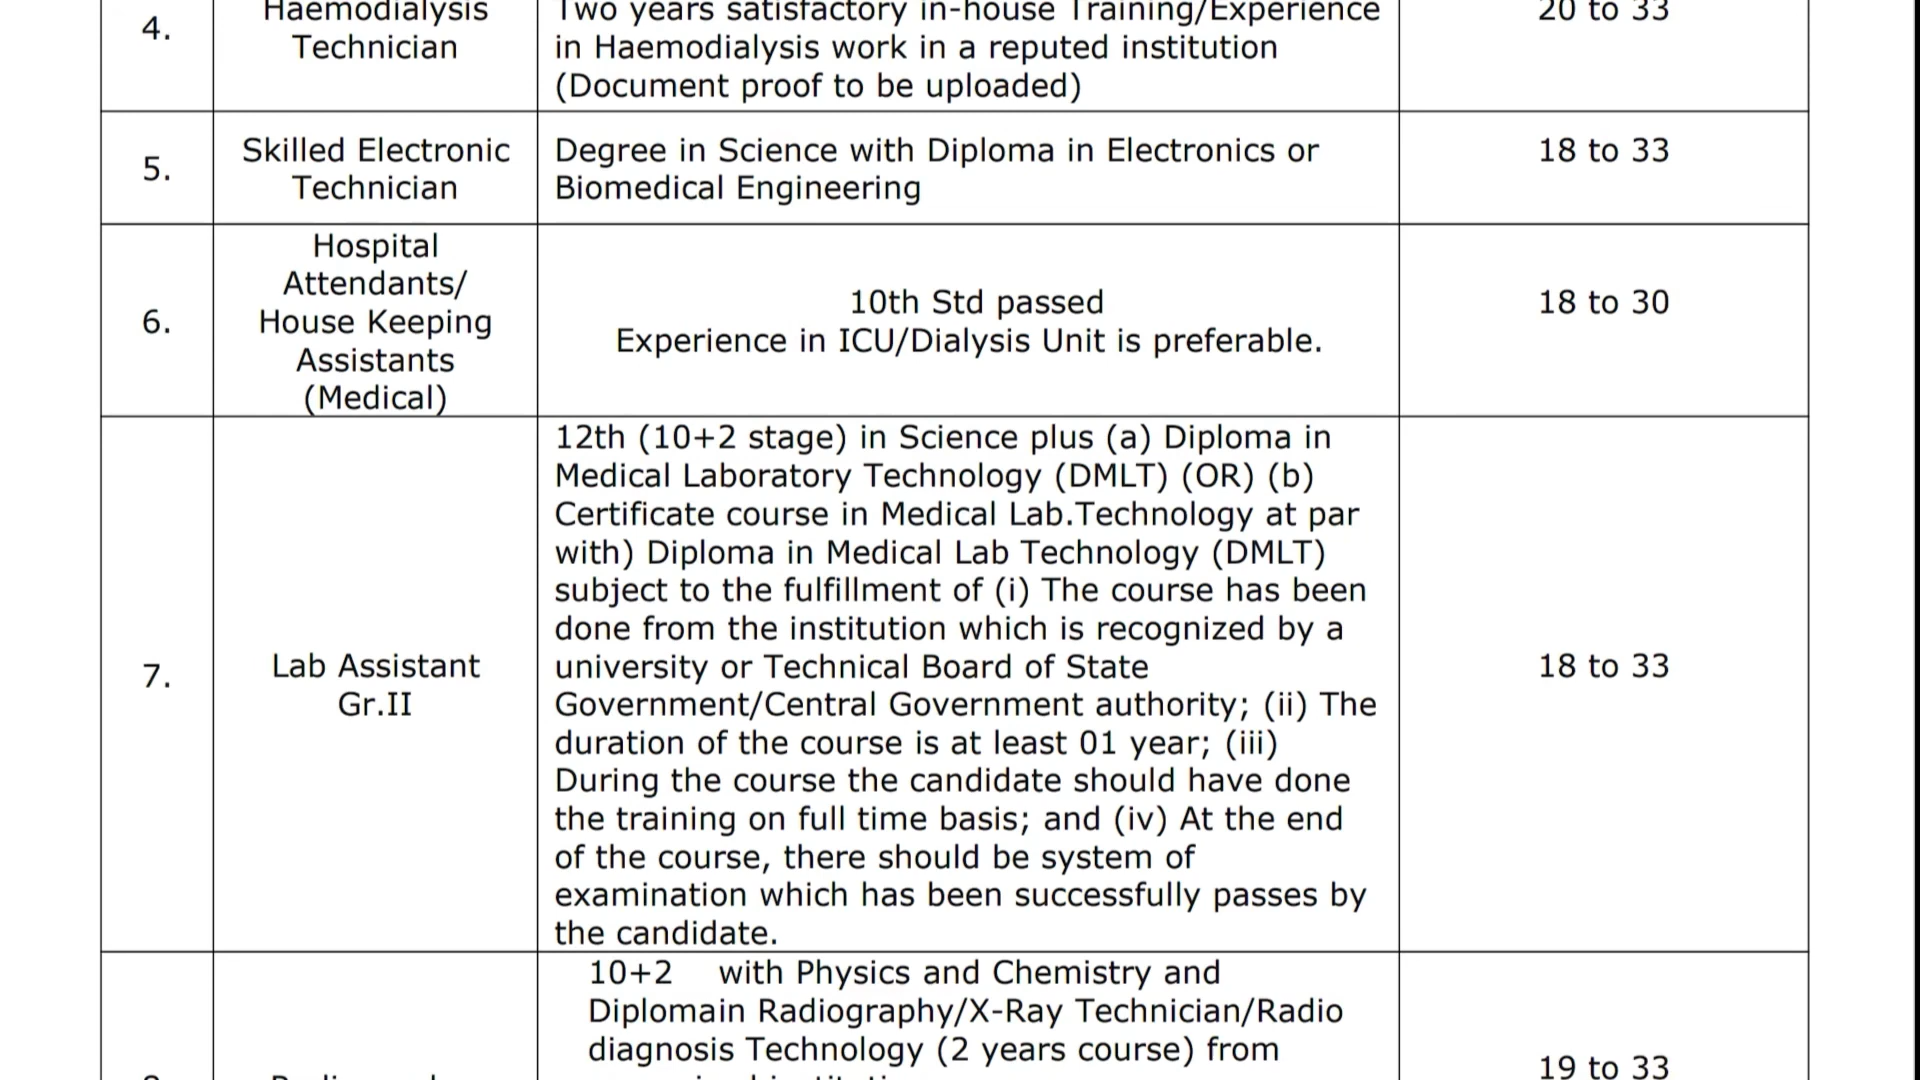 4.
Haemodialysis
Technician
Two years satisfactory in-house Training/Experience
in Haemodialysis work in a reputed institution
(Document proof to be uploaded)
20 to 33
5.
Skilled Electronic
Technician
Degree in Science with Diploma in Electronics or
Biomedical Engineering
18 to 33
6.
Hospital
Attendants/
House Keeping
Assistants
(Medical)
10th Std passed
Experience in ICU/Dialysis Unit is preferable.
18 to 30
7.
Lab Assistant
Gr.II
12th (10+2 stage) in Science plus (a) Diploma in
Medical Laboratory Technology (DMLT) (OR) (b)
Certificate course in Medical Lab.Technology at par
with) Diploma in Medical Lab Technology (DMLT)
subject to the fulfillment of (i) The course has been
done from the institution which is recognized by a
university or Technical Board of State
Government/Central Government authority; (ii) The
duration of the course is at least 01 year; (iii)
During the course the candidate should have done
the training on full time basis; and (iv) At the end
of the course, there should be system of
examination which has been successfully passes by
the candidate.
18 to 33
10+2 with Physics and Chemistry and
Diplomain Radiography/X-Ray Technician/Radio
diagnosis Technology (2 years course) from
19 to 33